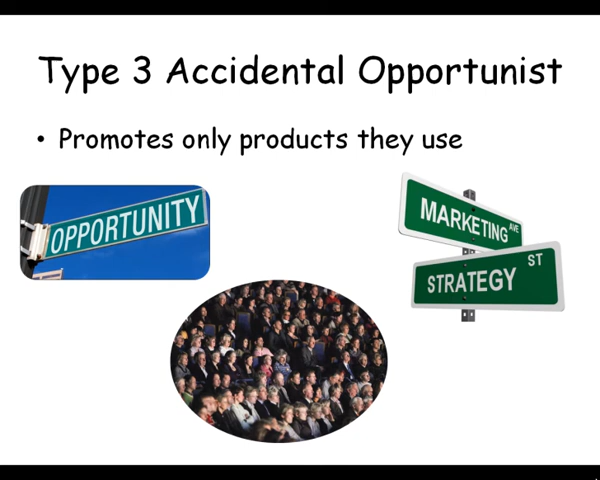 Type 3 Accidental Opportunist
• Promotes only products they use
OPPORTUNITY
MARKETING AVE
STRATEGY ST